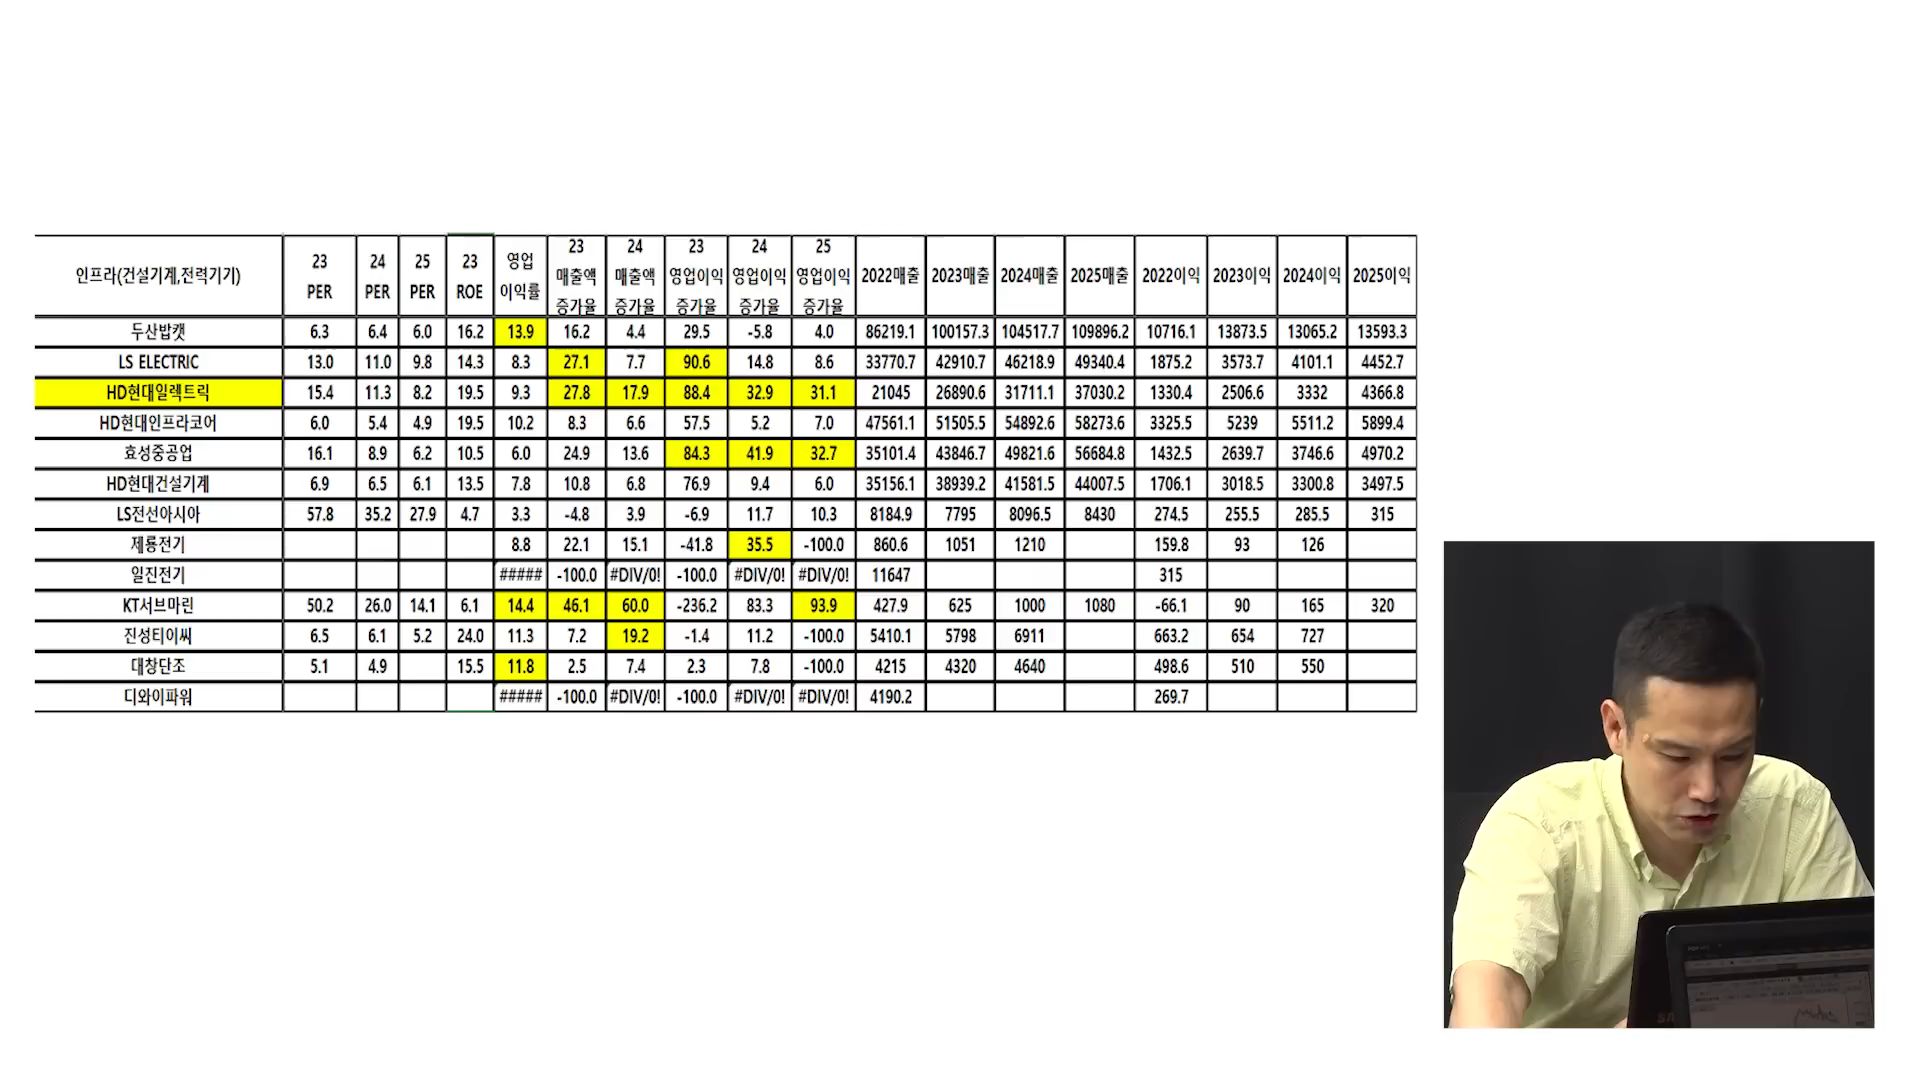 인프라(건설기계,전력기기) 23 PER 24 PER 25 PER 23 ROE 영업 이익률 23 매출액 증가율 24 매출액 증가율 23 영업이익 증가율 24 영업이익 증가율 25 영업이익 증가율 2022매출 2023매출 2024매출 2025매출 2022이익 2023이익 2024이익 2025이익
두산밥캣 6.3 6.4 6.0 16.2 13.9 16.2 4.4 29.5 -5.8 4.0 86219.1 100157.3 104517.7 109896.2 10716.1 13873.5 13065.2 13593.3
LS ELECTRIC 13.0 11.0 9.8 14.3 8.3 27.1 7.7 90.6 14.8 8.6 33770.7 42910.7 46218.9 49340.4 1875.2 3573.7 4101.1 4452.7
HD현대일렉트릭 15.4 11.3 8.2 19.5 9.3 27.8 17.9 88.4 32.9 31.1 21045 26890.6 31711.1 37030.2 1330.4 2506.6 3332 4366.8
HD현대인프라코어 6.0 5.4 4.9 19.5 10.2 8.3 6.6 57.5 5.2 7.0 47561.1 51505.5 54892.6 58273.6 3325.5 5239 5511.2 5899.4
효성중공업 16.1 8.9 6.2 10.5 6.0 24.9 13.6 84.3 41.9 32.7 35101.4 43846.7 49821.6 56684.8 1432.5 2639.7 3746.6 4970.2
HD현대건설기계 6.9 6.5 6.1 13.5 7.8 10.8 6.8 76.9 9.4 6.0 35156.1 38939.2 41581.5 44007.5 1706.1 3018.5 3300.8 3497.5
LS전선아시아 57.8 35.2 27.9 4.7 3.3 -4.8 3.9 -6.9 11.7 10.3 8184.9 7795 8096.5 8430 274.5 255.5 285.5 315
제룡전기 8.8 22.1 15.1 -41.8 35.5 -100.0 860.6 1051 1210 159.8 93 126
일진전기 ##### -100.0 #DIV/0! -100.0 #DIV/0! #DIV/0! 11647 315
KT서브마린 50.2 26.0 14.1 6.1 14.4 46.1 60.0 -236.2 83.3 93.9 427.9 625 1000 1080 -66.1 90 165 320
진성티이씨 6.5 6.1 5.2 24.0 11.3 7.2 19.2 -1.4 11.2 -100.0 5410.1 5798 6911 663.2 654 727
대창단조 5.1 4.9 15.5 11.8 2.5 7.4 2.3 7.8 -100.0 4215 4320 4640 498.6 510 550
디와이파워 ##### -100.0 #DIV/0! -100.0 #DIV/0! #DIV/0! 4190.2 269.7